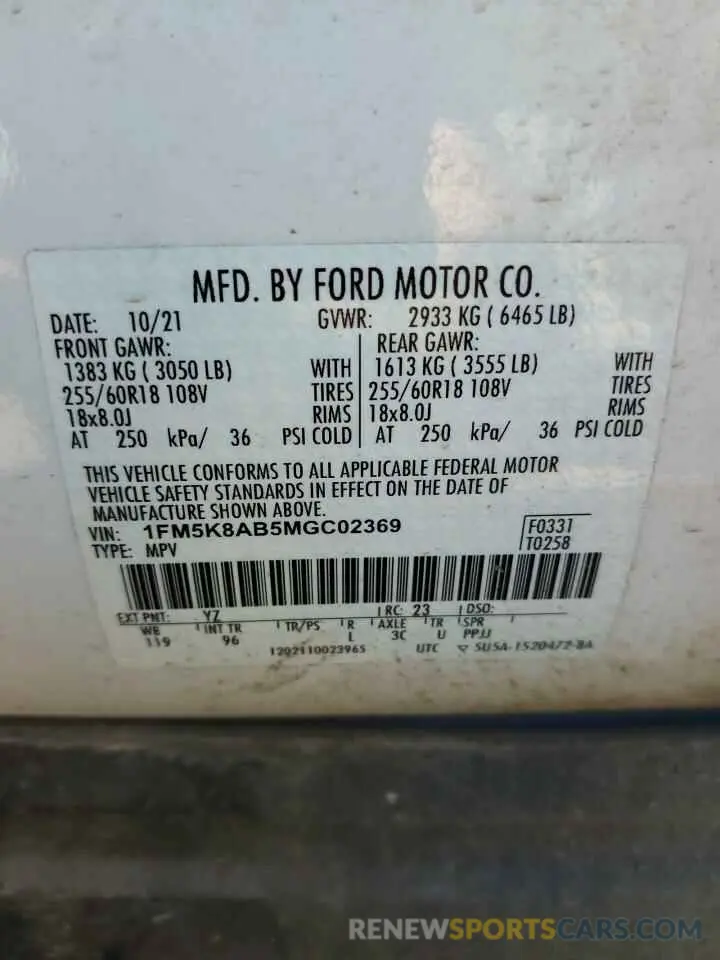 MFD. BY FORD MOTOR CO.
DATE: 10/21 GVWR: 2933 KG ( 6465 LB)
FRONT GAWR: REAR GAWR:
1383 KG ( 3050 LB) WITH 1613 KG ( 3555 LB) WITH
255/60R18 108V TIRES 255/60R18 108V TIRES
18x8.0J RIMS 18x8.0J RIMS
AT 250 kPa/ 36 PSI COLD AT 250 kPa/ 36 PSI COLD
THIS VEHICLE CONFORMS TO ALL APPLICABLE FEDERAL MOTOR
VEHICLE SAFETY STANDARDS IN EFFECT ON THE DATE OF
MANUFACTURE SHOWN ABOVE.
VIN: 1FM5K8AB5MGC02369 F0331
TYPE: MPV T0258
EXT PNT: YZ RC: 23 DSO:
WB INT TR TR/PS R AXLE TR SPR
119 96 L 3C U PPJJ
1202110023965 UTC
RENEWSPORTSCARS.COM